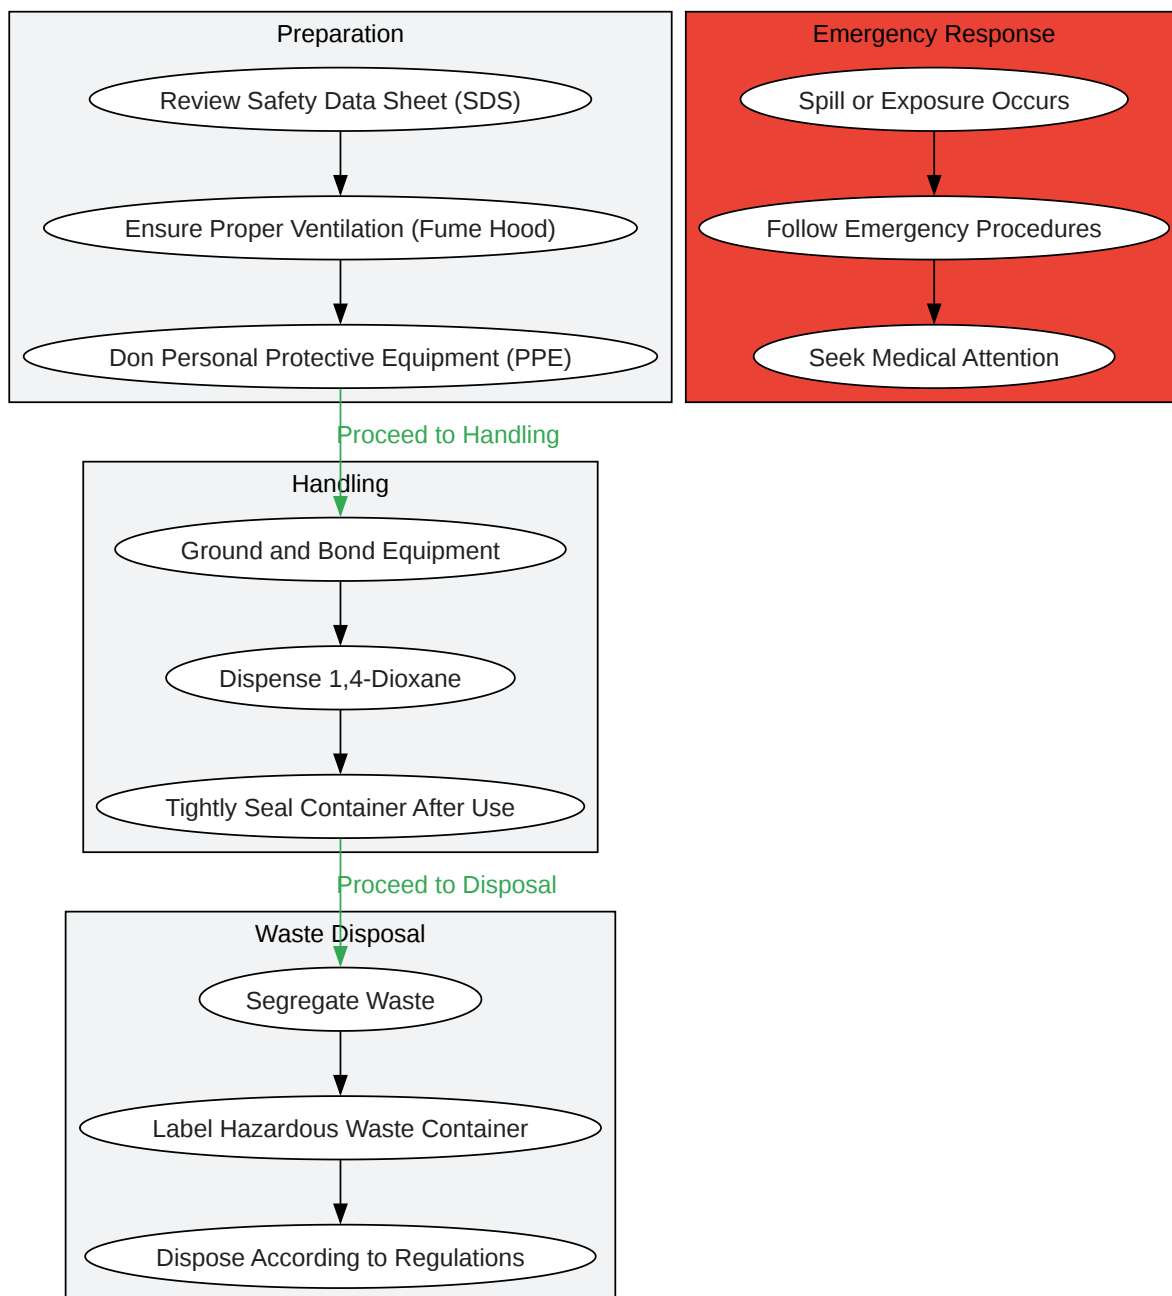 Preparation
Review Safety Data Sheet (SDS)
Ensure Proper Ventilation (Fume Hood)
Don Personal Protective Equipment (PPE)
Proceed to Handling
Handling
Ground and Bond Equipment
Dispense 1,4-Dioxane
Tightly Seal Container After Use
Proceed to Disposal
Waste Disposal
Segregate Waste
Label Hazardous Waste Container
Dispose According to Regulations
Emergency Response
Spill or Exposure Occurs
Follow Emergency Procedures
Seek Medical Attention